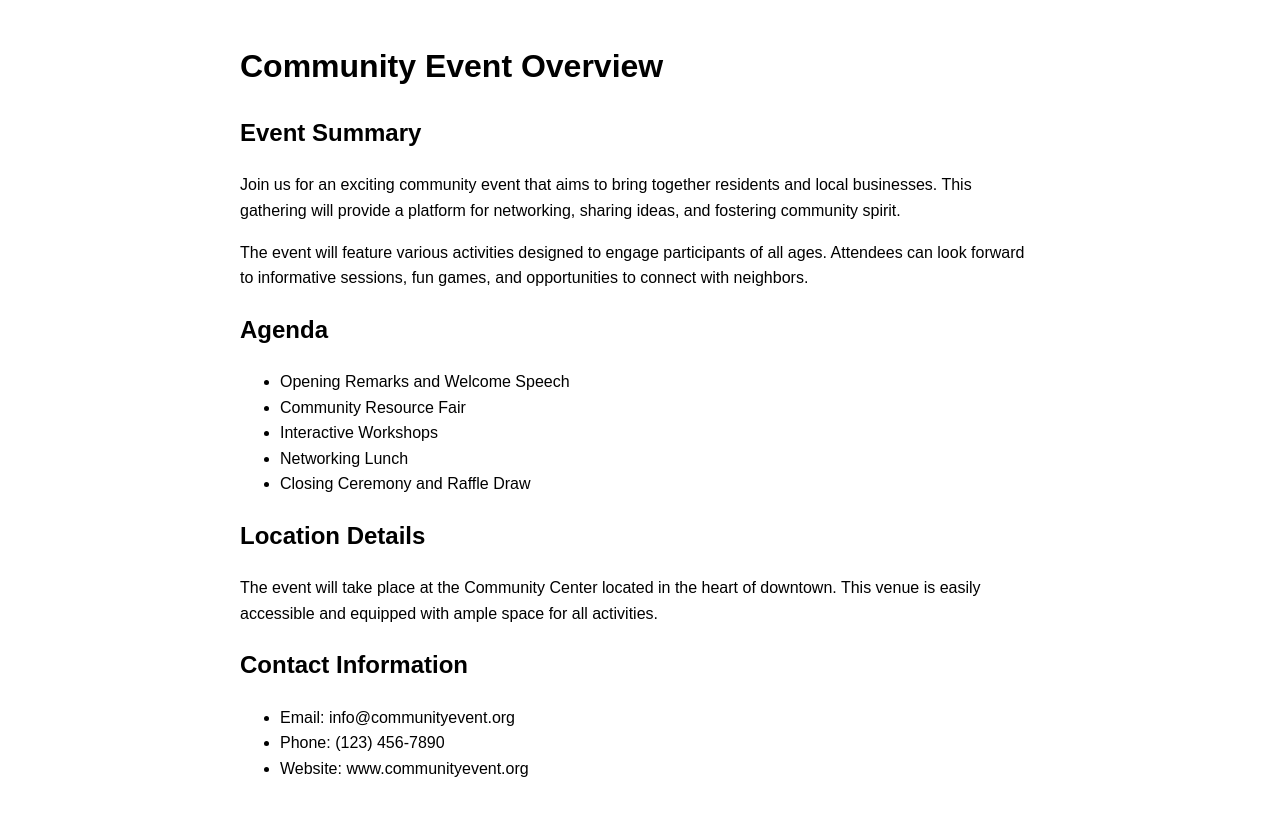 Community Event Overview
Event Summary
Join us for an exciting community event that aims to bring together residents and local businesses. This
gathering will provide a platform for networking, sharing ideas, and fostering community spirit.
The event will feature various activities designed to engage participants of all ages. Attendees can look forward
to informative sessions, fun games, and opportunities to connect with neighbors.
Agenda
• Opening Remarks and Welcome Speech
• Community Resource Fair
• Interactive Workshops
• Networking Lunch
• Closing Ceremony and Raffle Draw
Location Details
The event will take place at the Community Center located in the heart of downtown. This venue is easily
accessible and equipped with ample space for all activities.
Contact Information
• Email: info@communityevent.org
• Phone: (123) 456-7890
• Website: www.communityevent.org